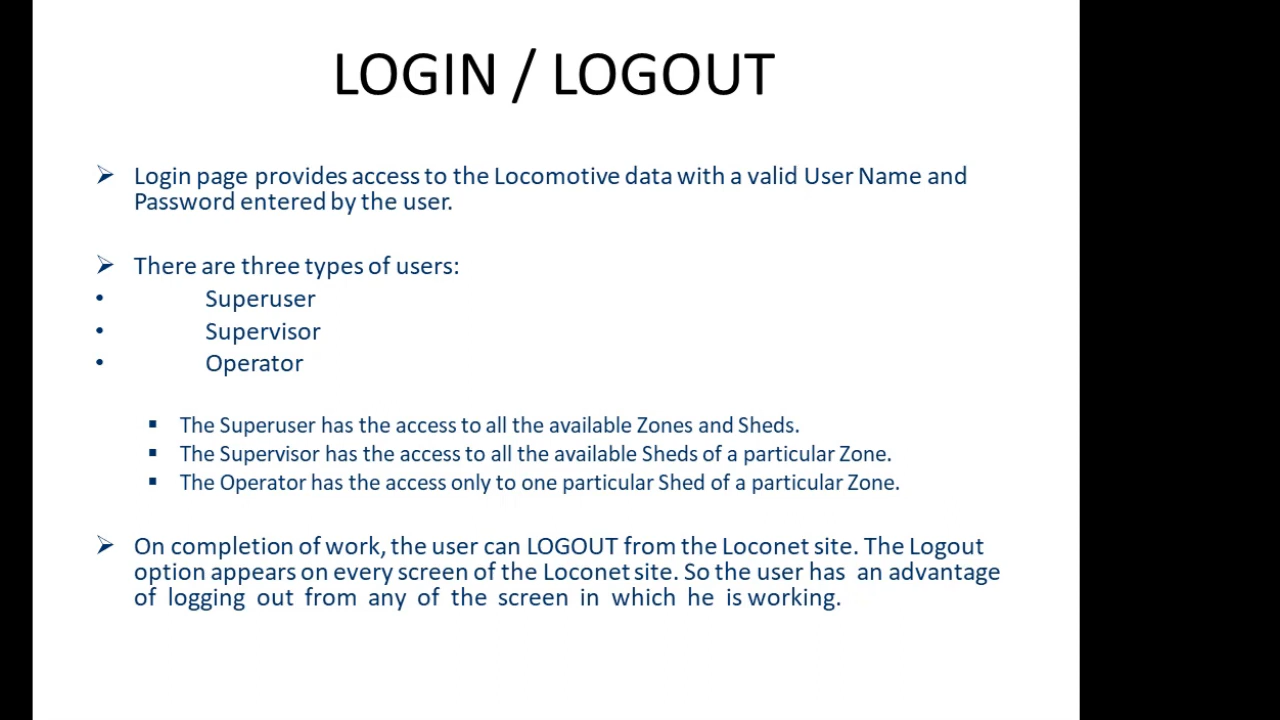 LOGIN / LOGOUT
➢ Login page provides access to the Locomotive data with a valid User Name and
Password entered by the user.
➢ There are three types of users:
• Superuser
• Supervisor
• Operator
▪ The Superuser has the access to all the available Zones and Sheds.
▪ The Supervisor has the access to all the available Sheds of a particular Zone.
▪ The Operator has the access only to one particular Shed of a particular Zone.
➢ On completion of work, the user can LOGOUT from the Loconet site. The Logout
option appears on every screen of the Loconet site. So the user has an advantage
of logging out from any of the screen in which he is working.